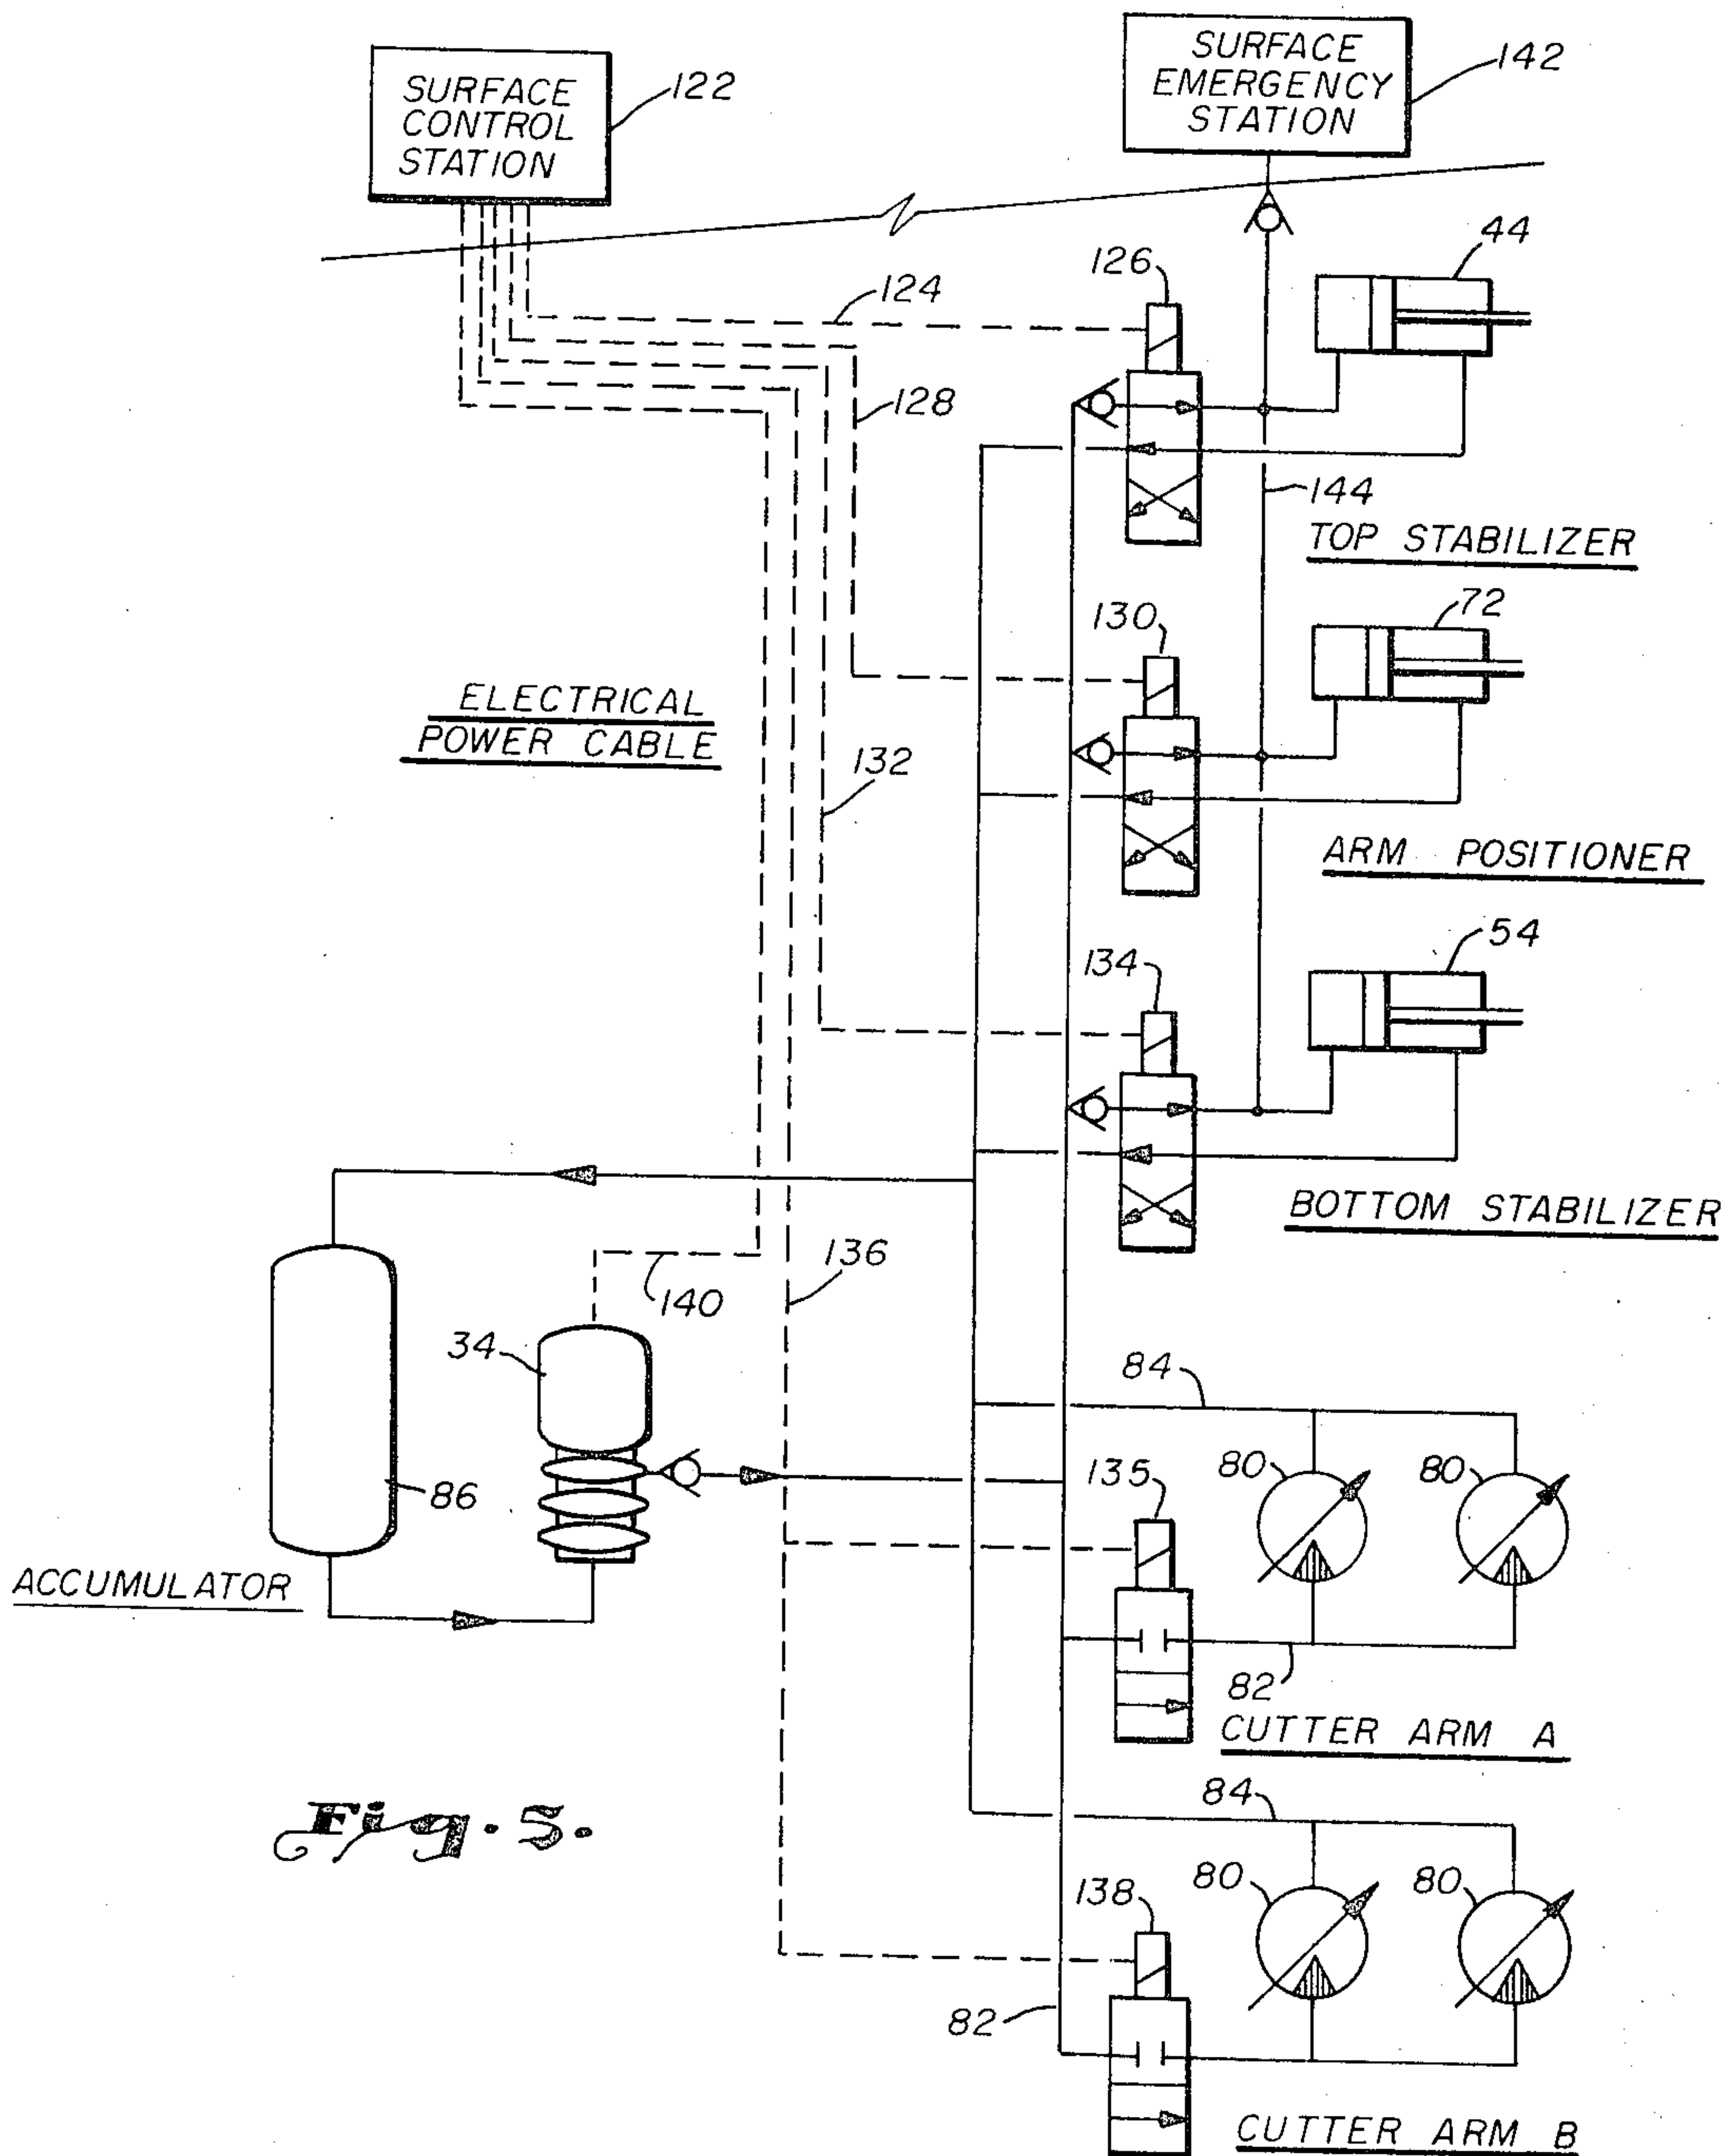 SURFACE
CONTROL
STATION
122
SURFACE
EMERGENCY
STATION
142
124
126
44
128
144
TOP STABILIZER
130
72
ELECTRICAL
POWER CABLE
132
ARM POSITIONER
134
54
BOTTOM STABILIZER
136
140
34
84
86
135
80
80
ACCUMULATOR
82
CUTTER ARM A
Fig. 5.
84
138
80
80
82
CUTTER ARM B